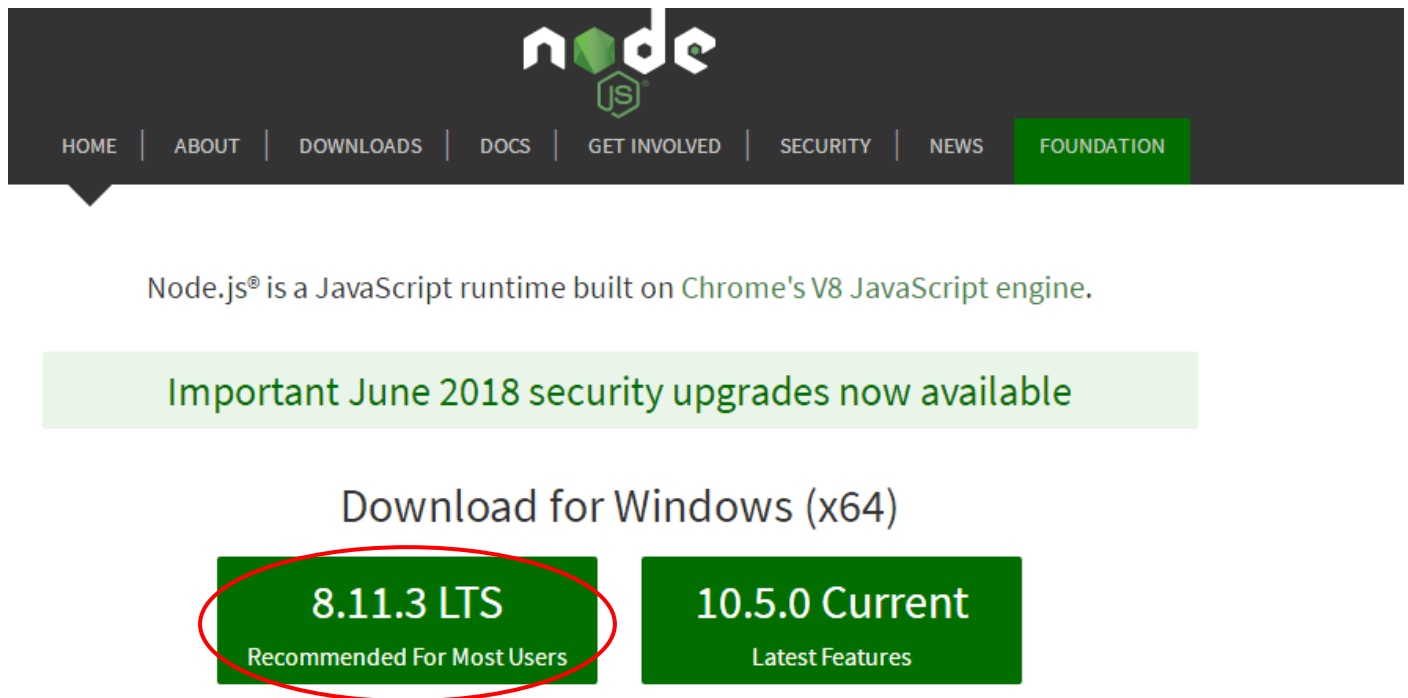 node
JS®
HOME | ABOUT | DOWNLOADS | DOCS | GET INVOLVED | SECURITY | NEWS FOUNDATION
Node.js® is a JavaScript runtime built on Chrome's V8 JavaScript engine.
Important June 2018 security upgrades now available
Download for Windows (x64)
8.11.3 LTS 10.5.0 Current
Recommended For Most Users Latest Features